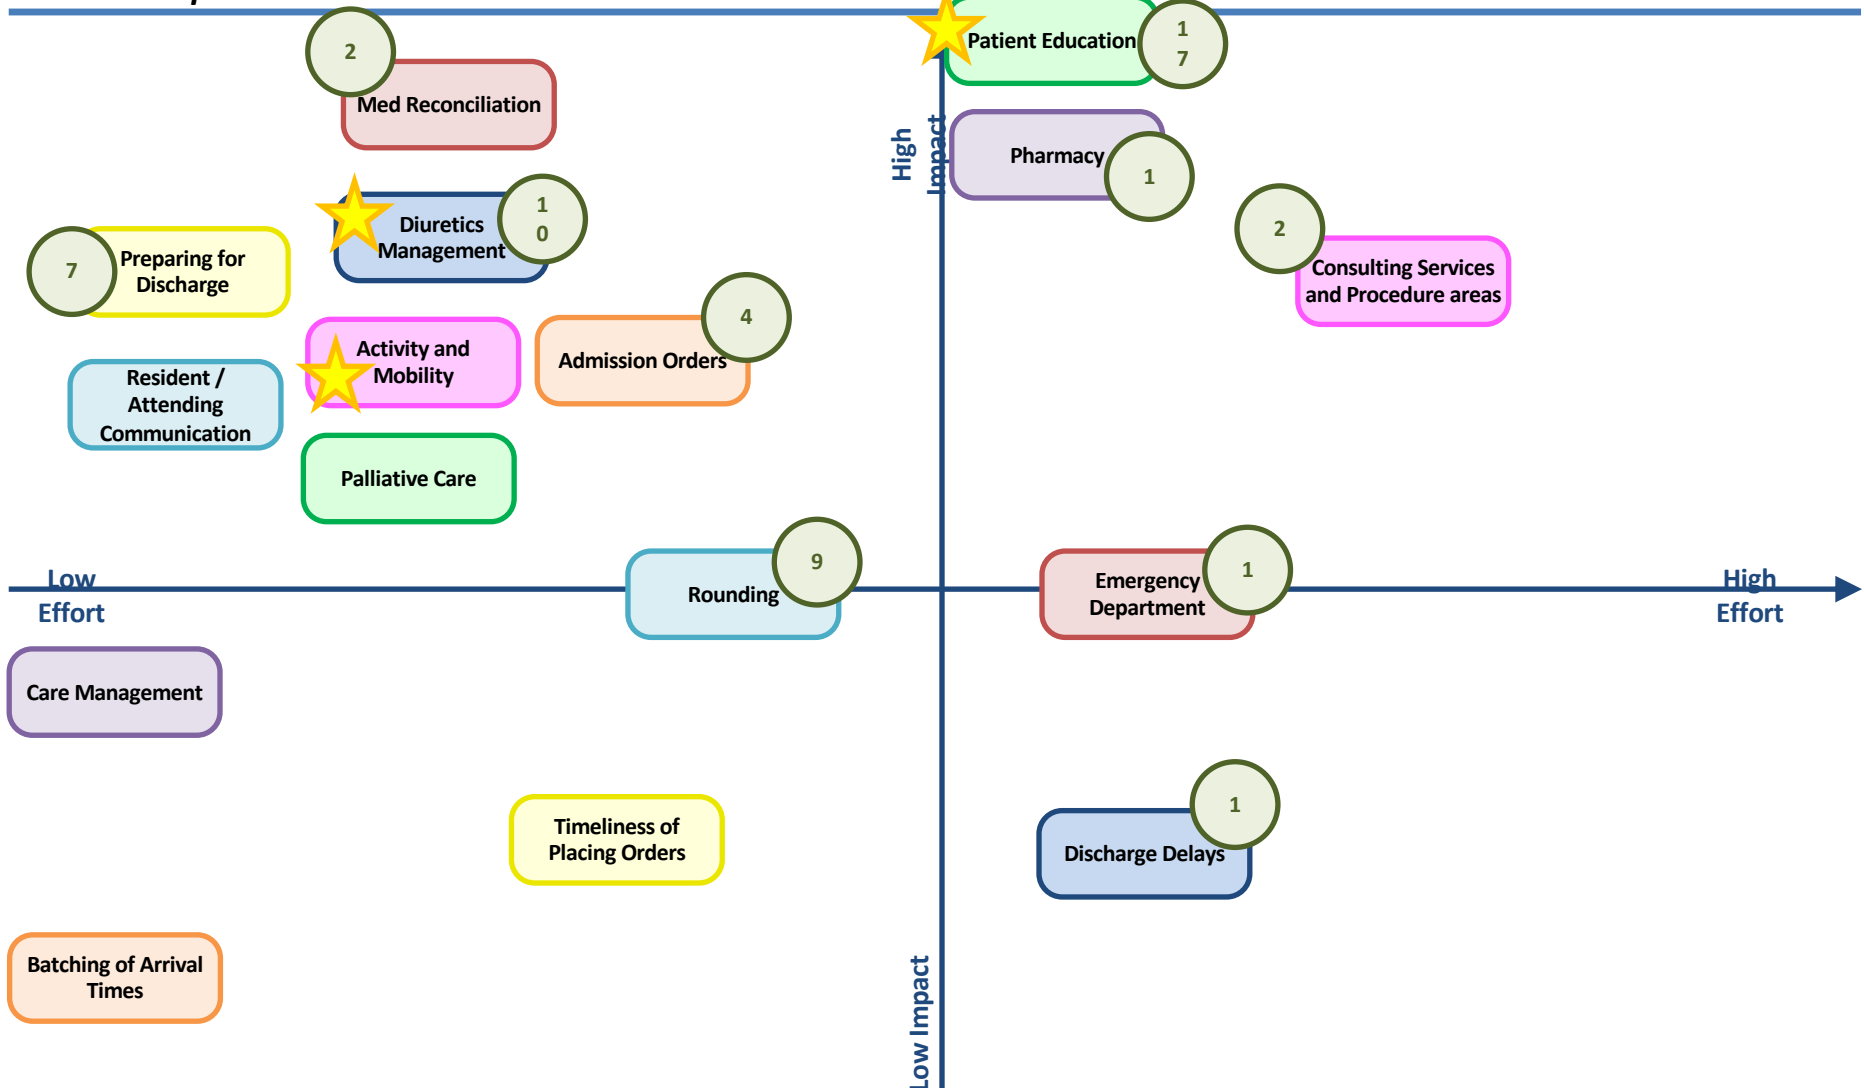 Patient Education
1
7
2
Med Reconciliation
High
Impact
Pharmacy
1
Diuretics
Management
1
0
2
Consulting Services
and Procedure areas
7
Preparing for
Discharge
Activity and
Mobility
4
Admission Orders
Resident /
Attending
Communication
Palliative Care
Low
Effort
9
Rounding
1
Emergency
Department
High
Effort
Care Management
Timeliness of
Placing Orders
1
Discharge Delays
Batching of Arrival
Times
Low Impact